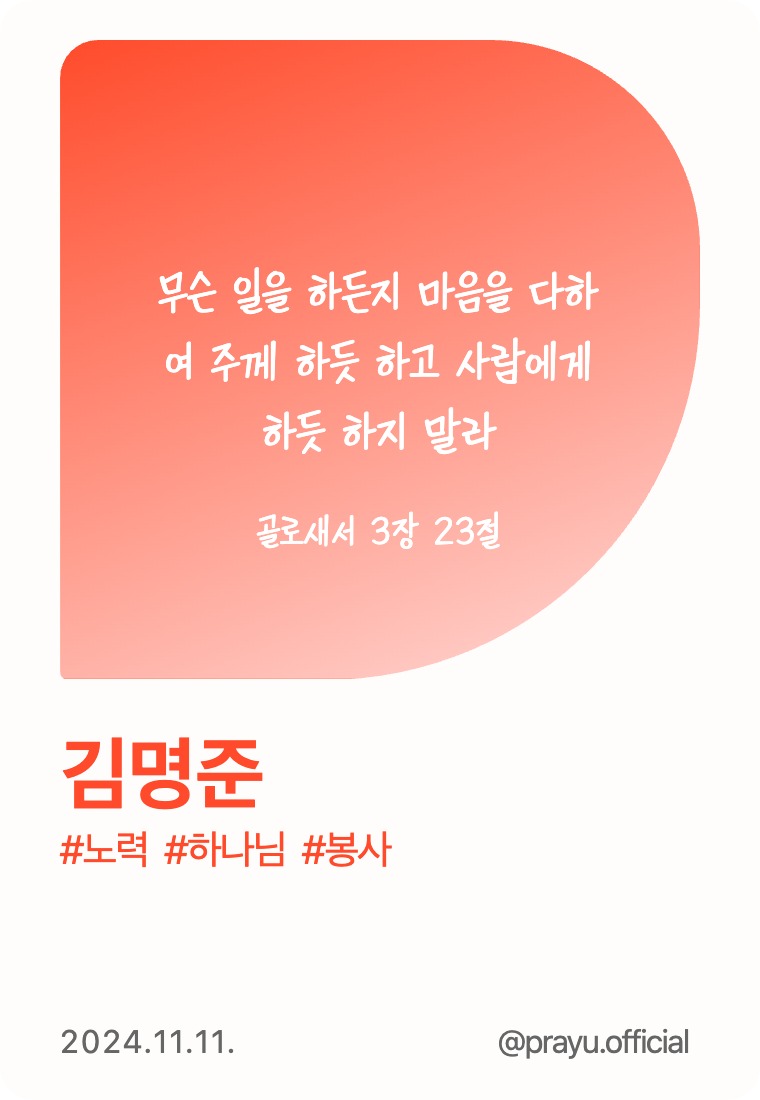 무슨 일을 하든지 마음을 다하
여 주께 하듯 하고 사람에게
하듯 하지 말라
골로새서 3장 23절
김명준
#노력 #하나님 #봉사
2024.11.11.
@prayu.official